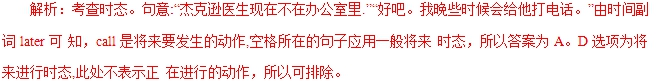 解析：考查时态。句意:“杰克逊医生现在不在办公室里.”“好吧。我晚些时候会给他打电话。”由时间副
词 later 可 知，call 是将来要发生的动作,空格所在的句子应用一般将来 时态，所以答案为 A。D 选项为将
来进行时态,此处不表示正 在进行的动作，所以可排除。